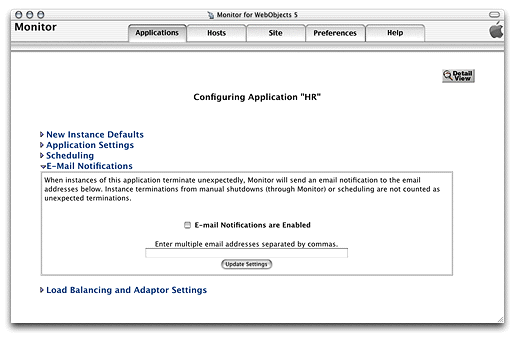 Monitor for WebObjects 5
Monitor
Applications
Hosts
Site
Preferences
Help
Detail
View
Configuring Application "HR"
New Instance Defaults
Application Settings
Scheduling
E-Mail Notifications
When instances of this application terminate unexpectedly, Monitor will send an email notification to the email
addresses below. Instance terminations from manual shutdowns (through Monitor) or scheduling are not counted as
unexpected terminations.
E-mail Notifications are Enabled
Enter multiple email addresses separated by commas.
Update Settings
Load Balancing and Adaptor Settings